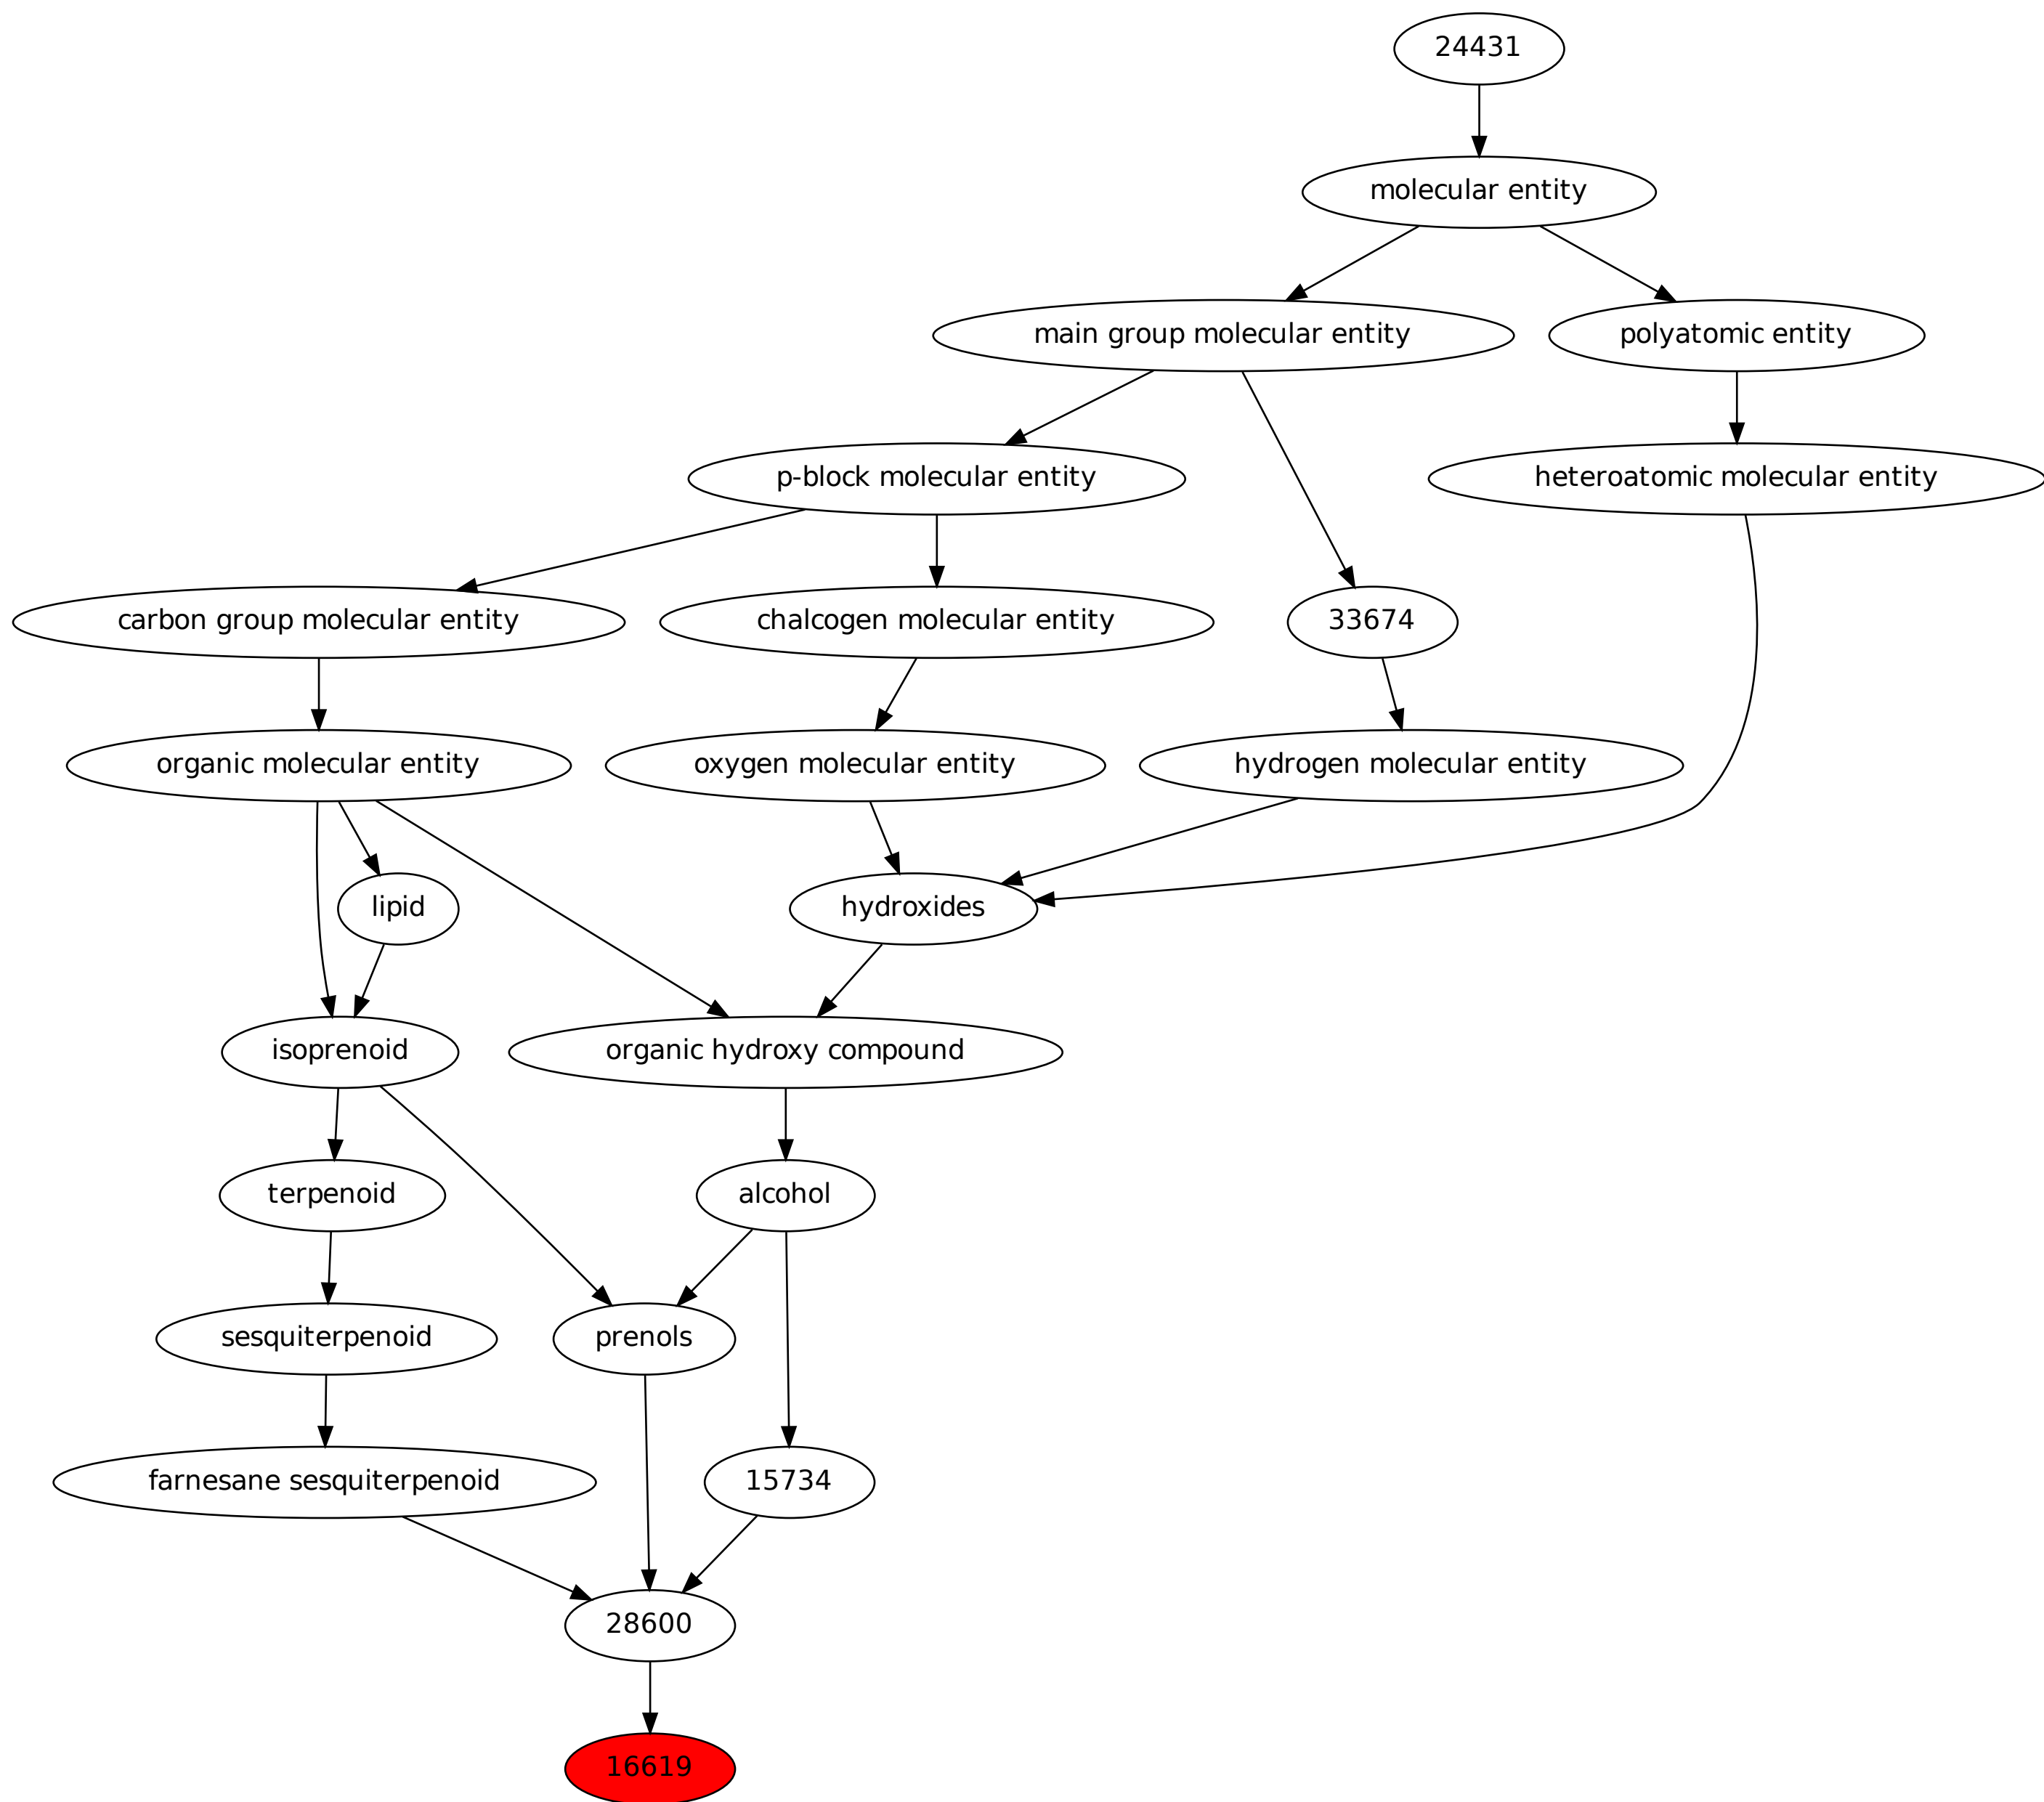 24431
molecular entity
main group molecular entity
polyatomic entity
p-block molecular entity
heteroatomic molecular entity
carbon group molecular entity
chalcogen molecular entity
33674
organic molecular entity
oxygen molecular entity
hydrogen molecular entity
lipid
hydroxides
isoprenoid
organic hydroxy compound
terpenoid
alcohol
sesquiterpenoid
prenols
farnesane sesquiterpenoid
15734
28600
16619